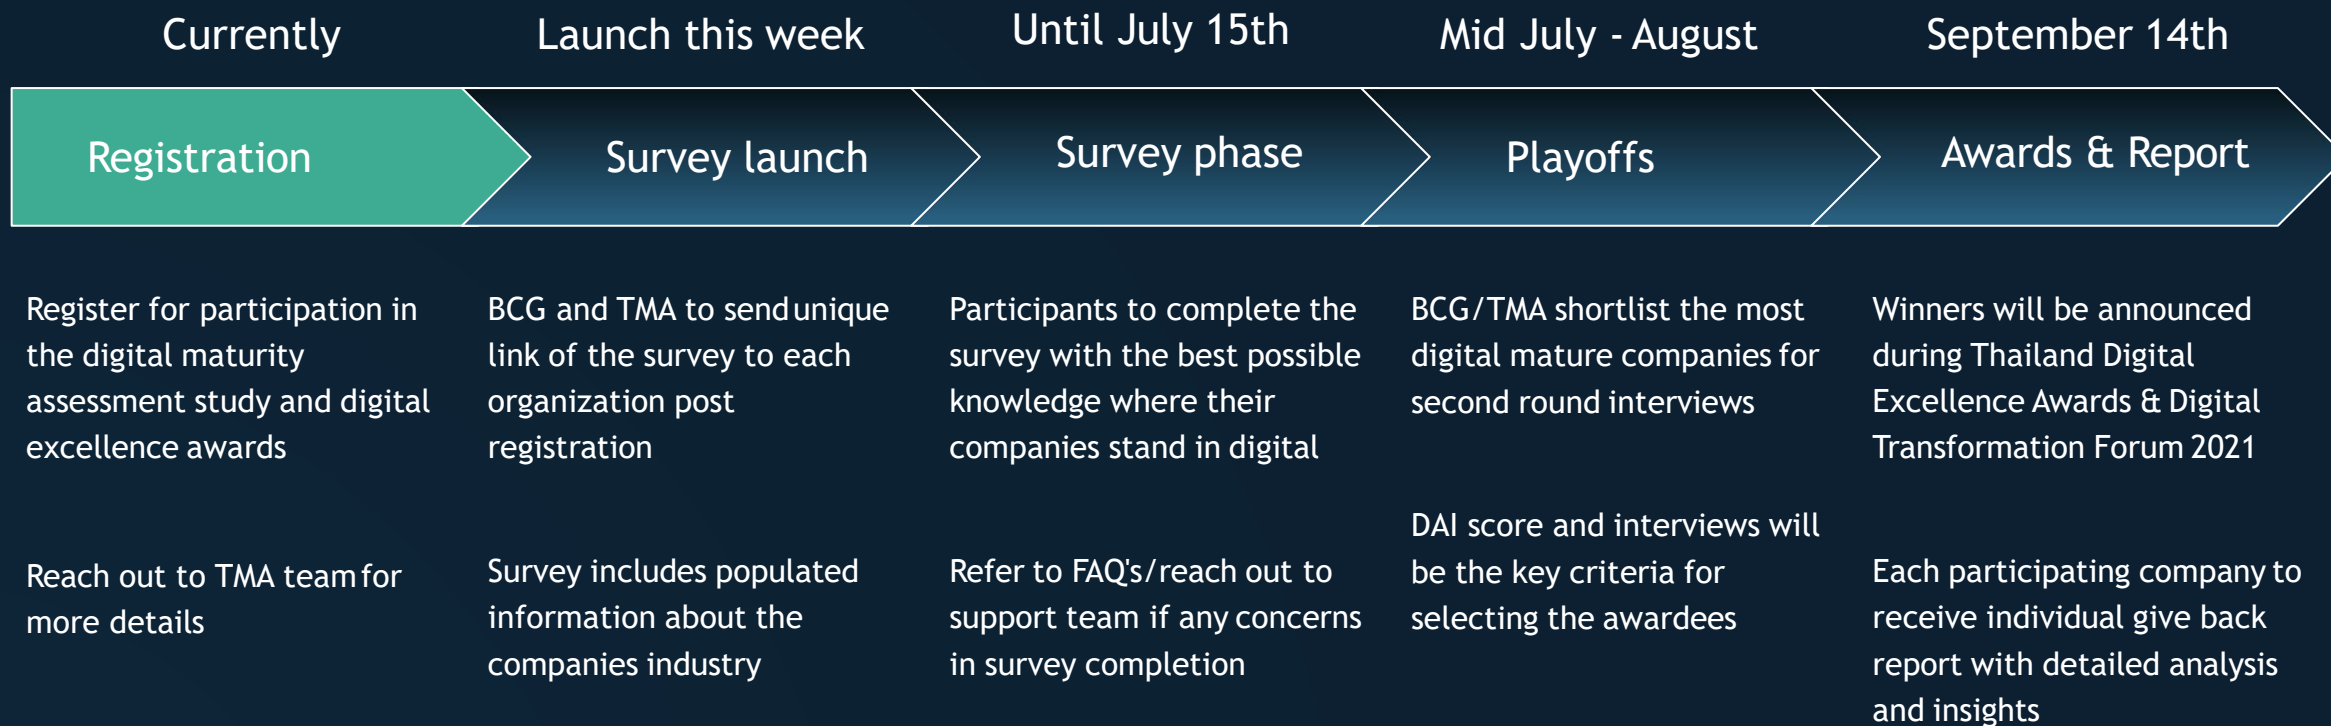 Currently
Launch this week
Until July 15th
Mid July - August
September 14th
Registration
Survey launch
Survey phase
Playoffs
Awards & Report
Register for participation in
the digital maturity
assessment study and digital
excellence awards
Reach out to TMA team for
more details
BCG and TMA to send unique
link of the survey to each
organization post
registration
Survey includes populated
information about the
companies industry
Participants to complete the
survey with the best possible
knowledge where their
companies stand in digital
Refer to FAQ's/reach out to
support team if any concerns
in survey completion
BCG/TMA shortlist the most
digital mature companies for
second round interviews
DAI score and interviews will
be the key criteria for
selecting the awardees
Winners will be announced
during Thailand Digital
Excellence Awards & Digital
Transformation Forum 2021
Each participating company to
receive individual give back
report with detailed analysis
and insights